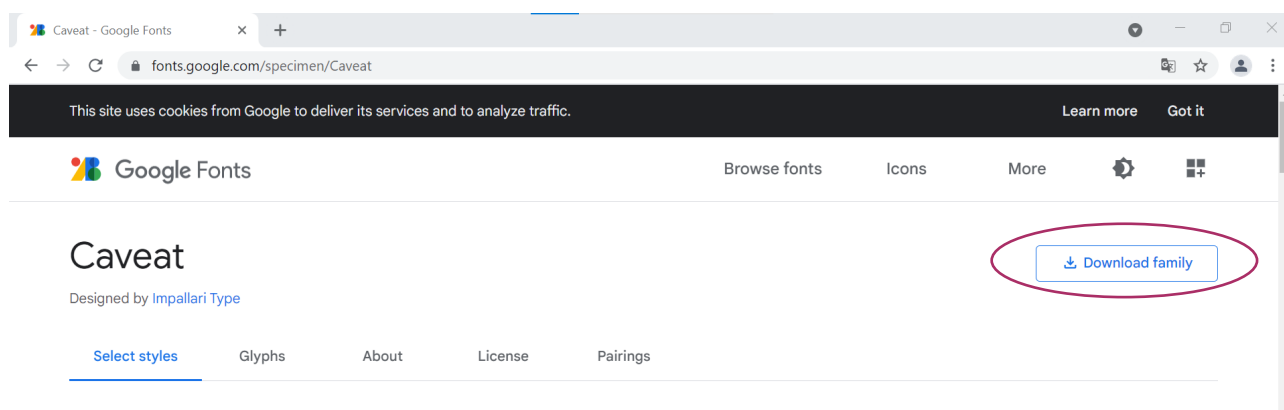 Caveat - Google Fonts
fonts.google.com/specimen/Caveat
This site uses cookies from Google to deliver its services and to analyze traffic. Learn more Got it
Google Fonts Browse fonts Icons More
Caveat
Download family
Designed by Impallari Type
Select styles Glyphs About License Pairings